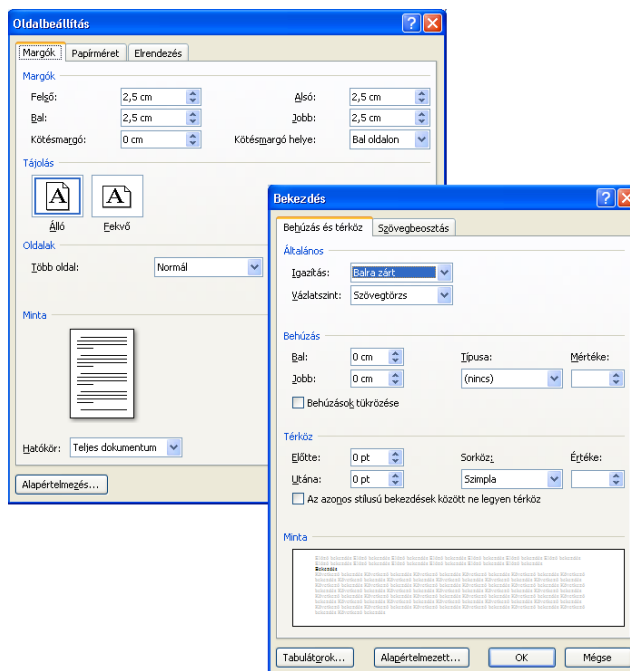 Oldalbeállítás
Margók Papírméret Elrendezés
Margók
Felső: 2,5 cm Alsó: 2,5 cm
Bal: 2,5 cm Jobb: 2,5 cm
Kötésmargó: 0 cm Kötésmargó helye: Bal oldalon
Tájolás
A A
Álló Fekvő
Oldalak
Több oldal: Normál
Minta
Hatókör: Teljes dokumentum
Alapértelmezés...
Bekezdés
Behúzás és térköz Szövegbeosztás
Általános
Igazítás: Balra zárt
Vázlatszint: Szövegtörzs
Behúzás
Bal: 0 cm Típusa: Mértéke:
Jobb: 0 cm (nincs)
Behúzások tükrözése
Térköz
Előtte: 0 pt Sorköz: Értéke:
Utána: 0 pt Szimpla
Az azonos stílusú bekezdések között ne legyen térköz
Minta
Tabulátorok... Alapértelmezett... OK Mégse